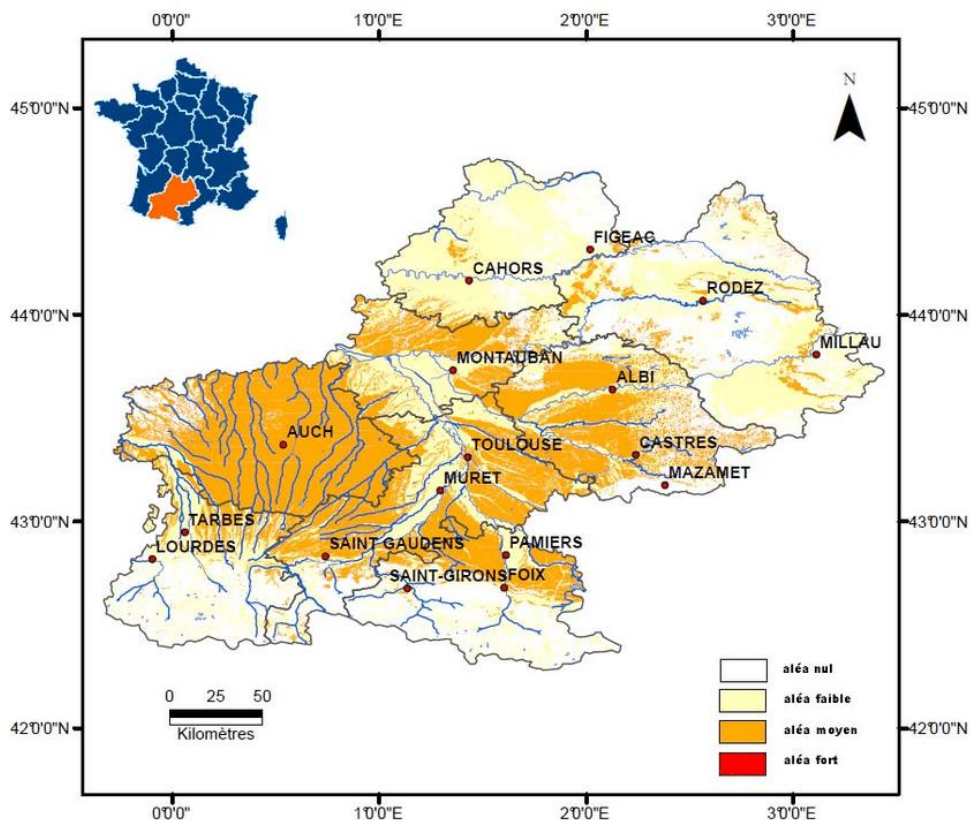 0°0'0"E 1°0'0"E 2°0'0"E 3°0'0"E
N
45°0'0"N 45°0'0"N
FIGEAC
CAHORS
RODEZ
44°0'0"N 44°0'0"N
MILLAU
MONTAUBAN
ALBI
AUCH
TOULOUSE
CASTRES
MURET
MAZAMET
43°0'0"N 43°0'0"N
TARBES
LOURDES
SAINT GAUDENS
PAMIERS
SAINT-GIRONS
FOIX
0 25 50
Kilomètres
aléa nul
aléa faible
aléa moyen
aléa fort
42°0'0"N 42°0'0"N
0°0'0"E 1°0'0"E 2°0'0"E 3°0'0"E